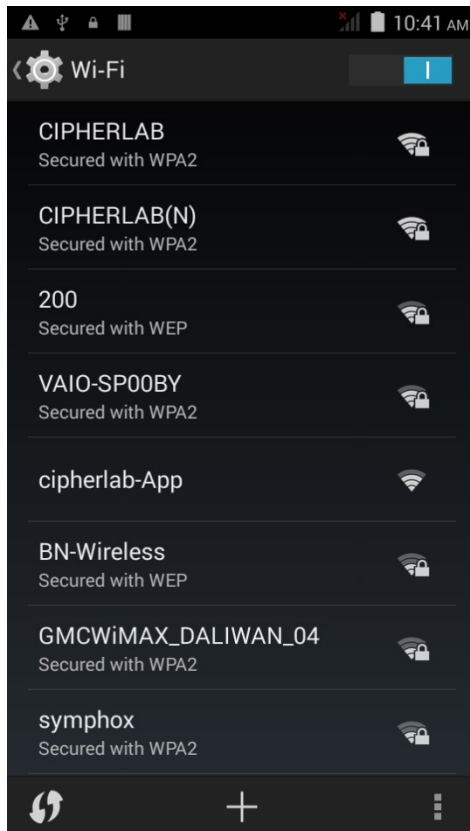 10:41 AM
Wi-Fi
CIPHERLAB
Secured with WPA2
CIPHERLAB(N)
Secured with WPA2
200
Secured with WEP
VAIO-SP00BY
Secured with WPA2
cipherlab-App
BN-Wireless
Secured with WEP
GMCWiMAX_DALIWAN_04
Secured with WPA2
symphox
Secured with WPA2